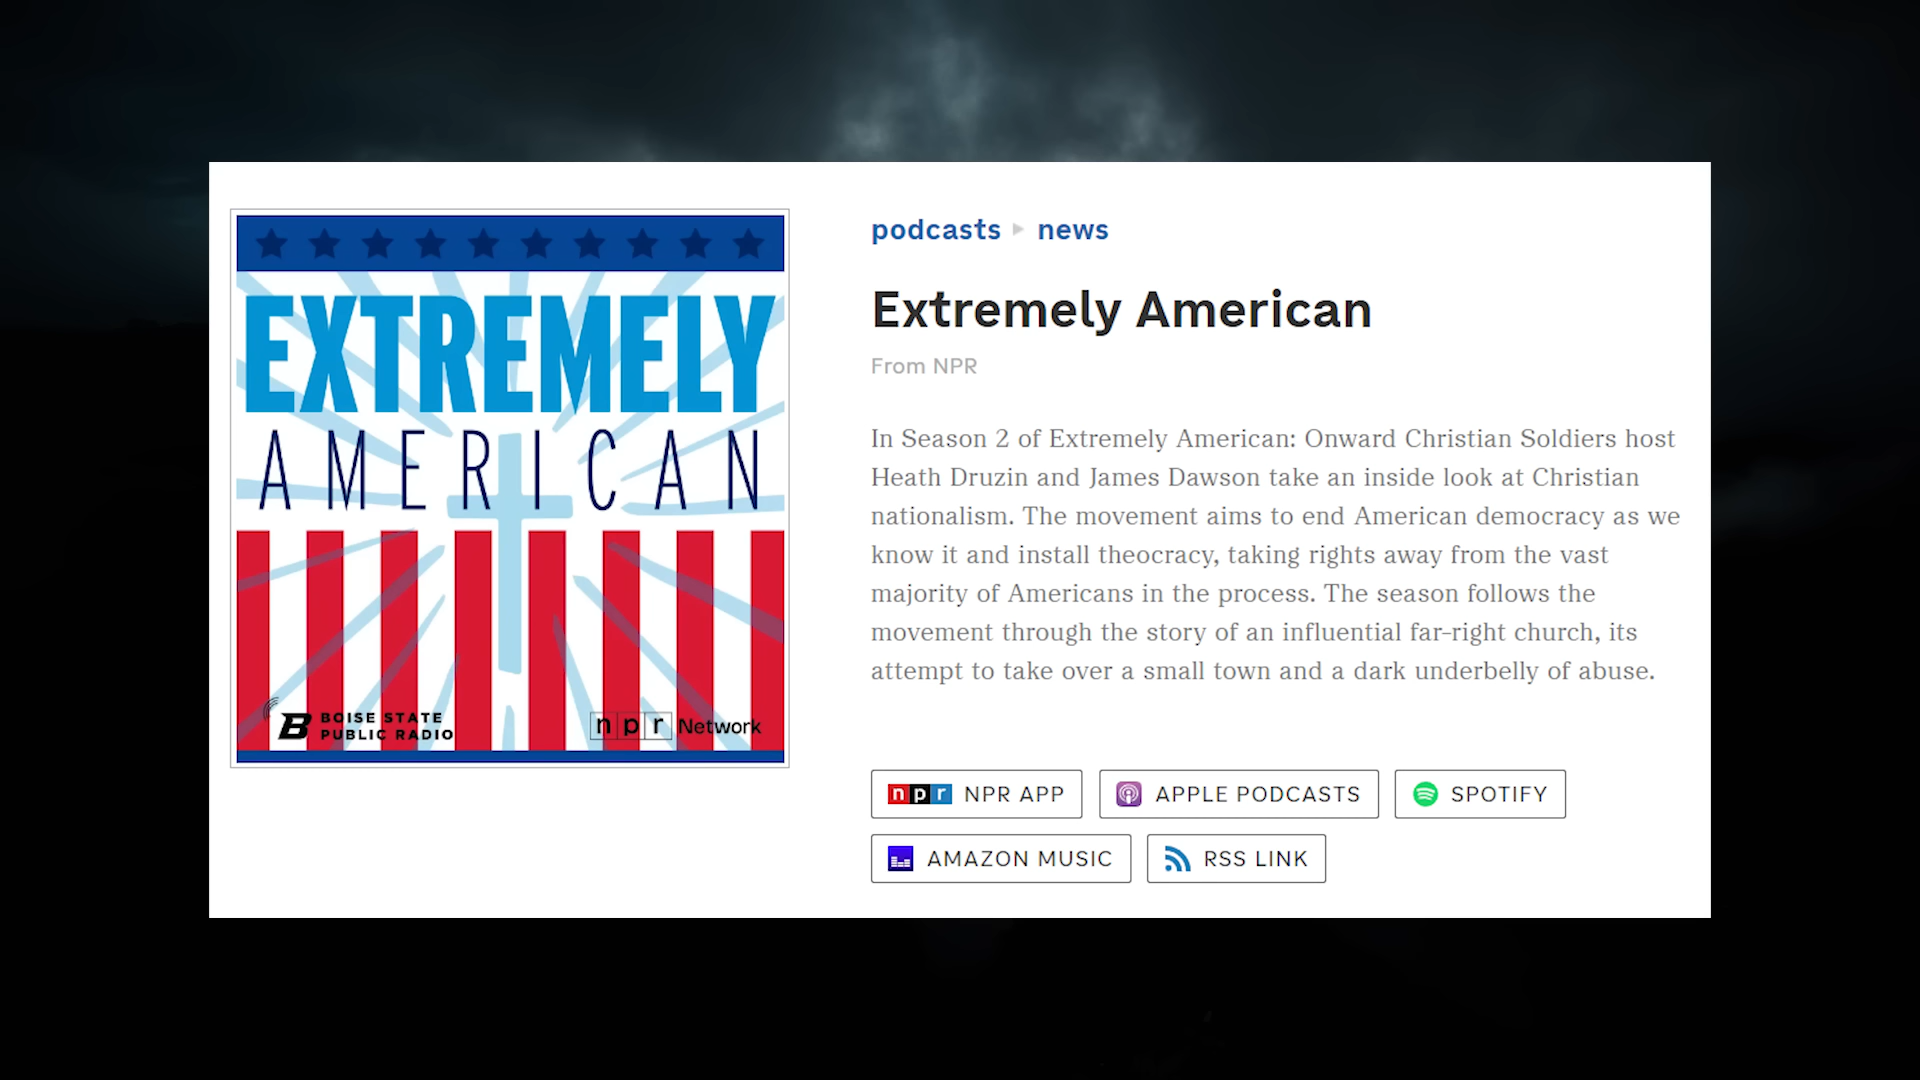 EXTREMELY
AMERICAN
BOISE STATE
PUBLIC RADIO
npr Network
podcasts news
Extremely American
From NPR
In Season 2 of Extremely American: Onward Christian Soldiers host
Heath Druzin and James Dawson take an inside look at Christian
nationalism. The movement aims to end American democracy as we
know it and install theocracy, taking rights away from the vast
majority of Americans in the process. The season follows the
movement through the story of an influential far-right church, its
attempt to take over a small town and a dark underbelly of abuse.
npr NPR APP
APPLE PODCASTS
SPOTIFY
AMAZON MUSIC
RSS LINK